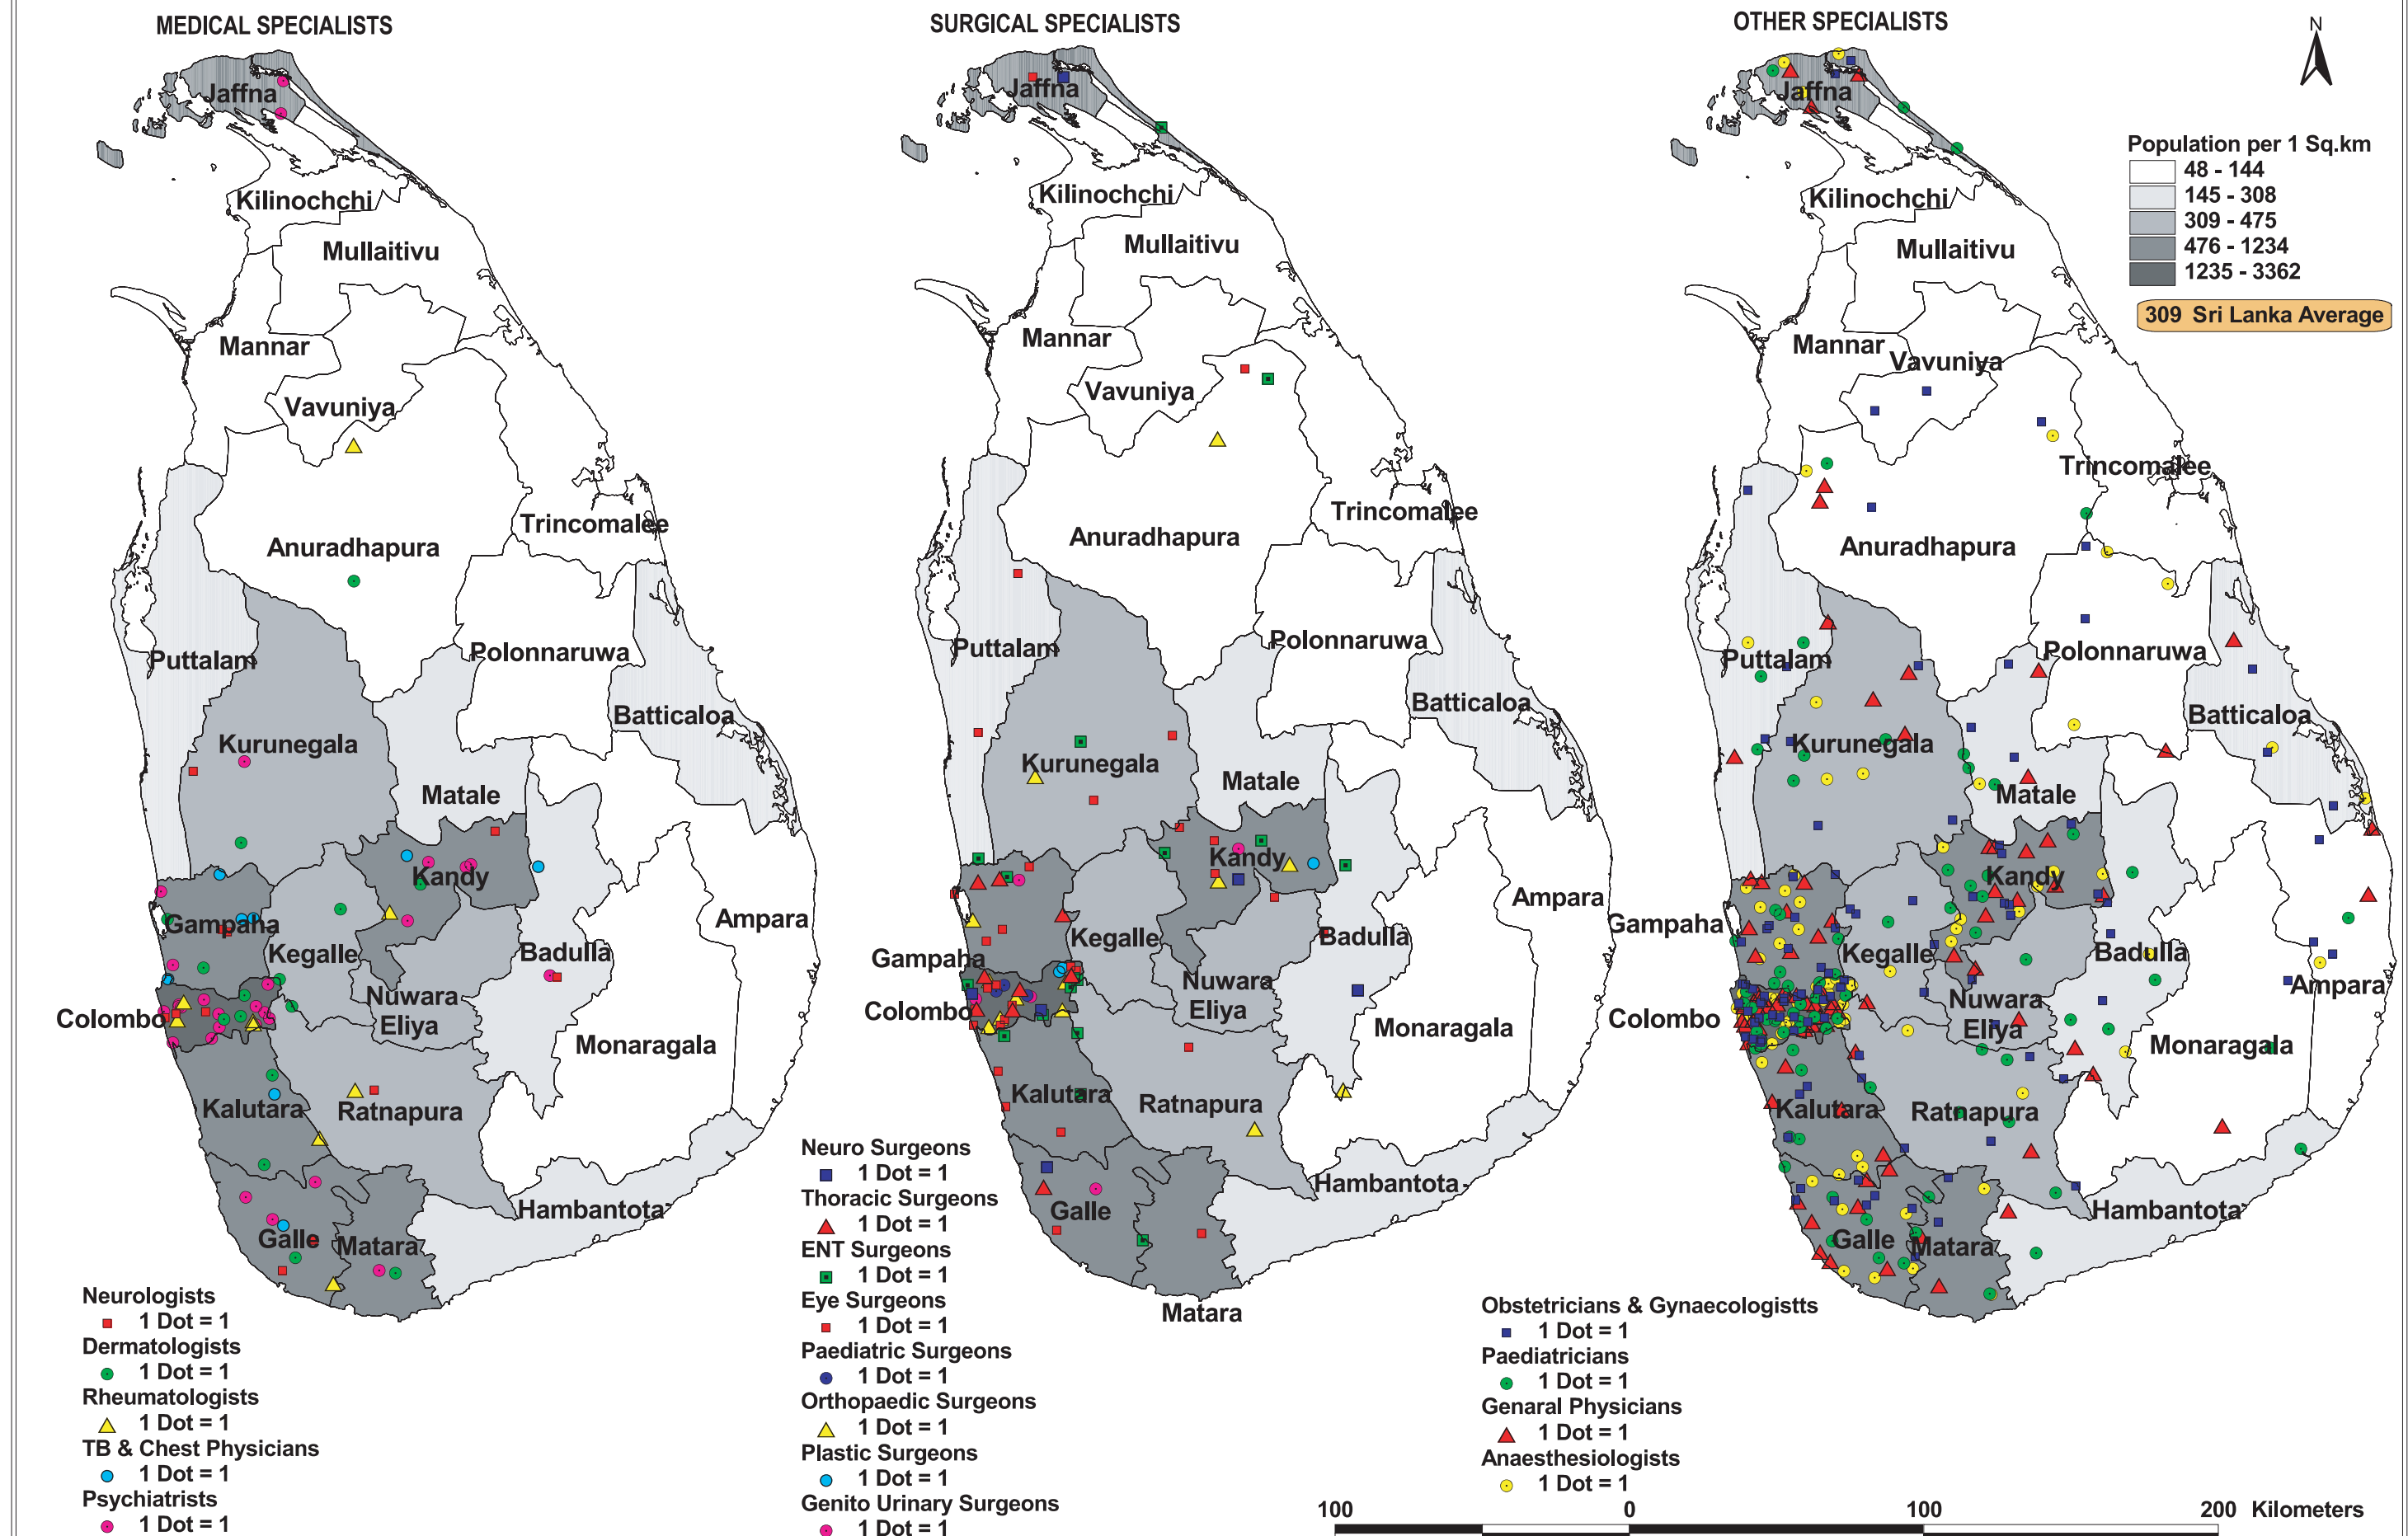 MEDICAL SPECIALISTS
Jaffna
Kilinochchi
Mullaitivu
Mannar
Vavuniya
Trincomalee
Anuradhapura
Puttalam
Polonnaruwa
Batticaloa
Kurunegala
Matale
Kandy
Gampaha
Ampara
Kegalle
Badulla
Nuwara
Eliya
Colombo
Monaragala
Kalutara
Ratnapura
Hambantota
Galle
Matara
Neurologists
1 Dot = 1
Dermatologists
1 Dot = 1
Rheumatologists
1 Dot = 1
TB & Chest Physicians
1 Dot = 1
Psychiatrists
1 Dot = 1
SURGICAL SPECIALISTS
Jaffna
Kilinochchi
Mullaitivu
Mannar
Vavuniya
Trincomalee
Anuradhapura
Puttalam
Polonnaruwa
Batticaloa
Kurunegala
Matale
Kandy
Ampara
Kegalle
Badulla
Gampaha
Nuwara
Eliya
Colombo
Monaragala
Kalutara
Ratnapura
Hambantota
Galle
Matara
Neuro Surgeons
1 Dot = 1
Thoracic Surgeons
1 Dot = 1
ENT Surgeons
1 Dot = 1
Eye Surgeons
1 Dot = 1
Paediatric Surgeons
1 Dot = 1
Orthopaedic Surgeons
1 Dot = 1
Plastic Surgeons
1 Dot = 1
Genito Urinary Surgeons
1 Dot = 1
OTHER SPECIALISTS
N
Jaffna
Kilinochchi
Mullaitivu
Mannar
Vavuniya
Trincomalee
Anuradhapura
Puttalam
Polonnaruwa
Batticaloa
Kurunegala
Matale
Kandy
Gampaha
Kegalle
Badulla
Ampara
Nuwara
Eliya
Colombo
Monaragala
Kalutara
Ratnapura
Hambantota
Galle
Matara
Population per 1 Sq.km
48 - 144
145 - 308
309 - 475
476 - 1234
1235 - 3362
309 Sri Lanka Average
Obstetricians & Gynaecologistts
1 Dot = 1
Paediatricians
1 Dot = 1
Genaral Physicians
1 Dot = 1
Anaesthesiologists
1 Dot = 1
100 0 100 200 Kilometers